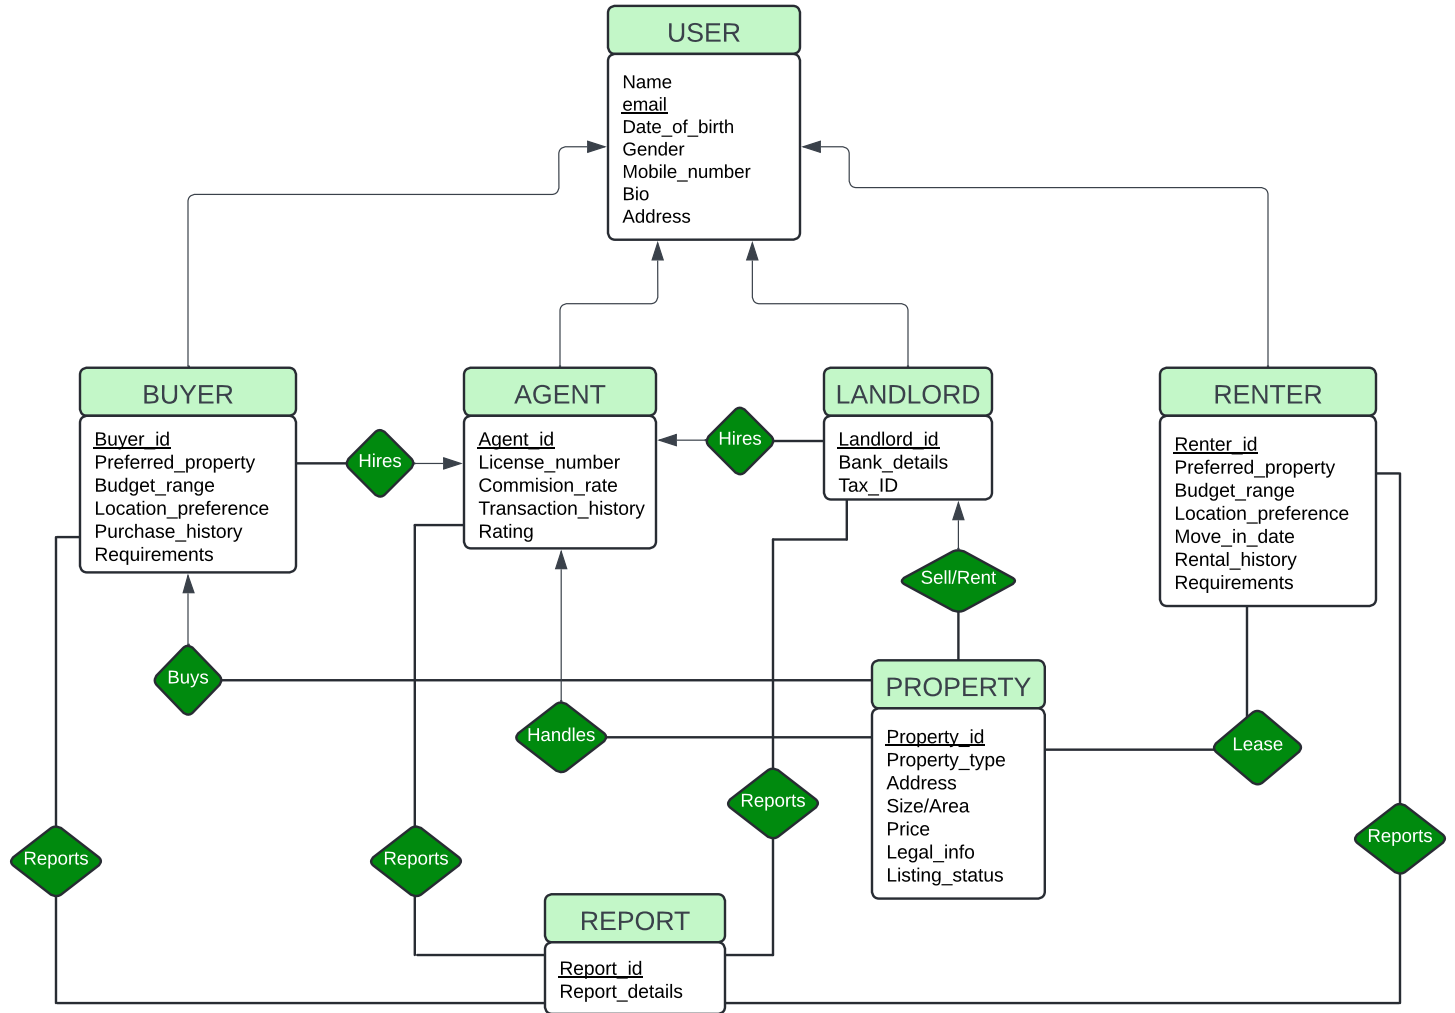 USER
Name
email
Date_of_birth
Gender
Mobile_number
Bio
Address
BUYER
Buyer_id
Preferred_property
Budget_range
Location_preference
Purchase_history
Requirements
Hires
AGENT
Agent_id
License_number
Commision_rate
Transaction_history
Rating
Hires
LANDLORD
Landlord_id
Bank_details
Tax_ID
RENTER
Renter_id
Preferred_property
Budget_range
Location_preference
Move_in_date
Rental_history
Requirements
Sell/Rent
Buys
Handles
PROPERTY
Property_id
Property_type
Address
Size/Area
Price
Legal_info
Listing_status
Lease
Reports
Reports
Reports
Reports
REPORT
Report_id
Report_details